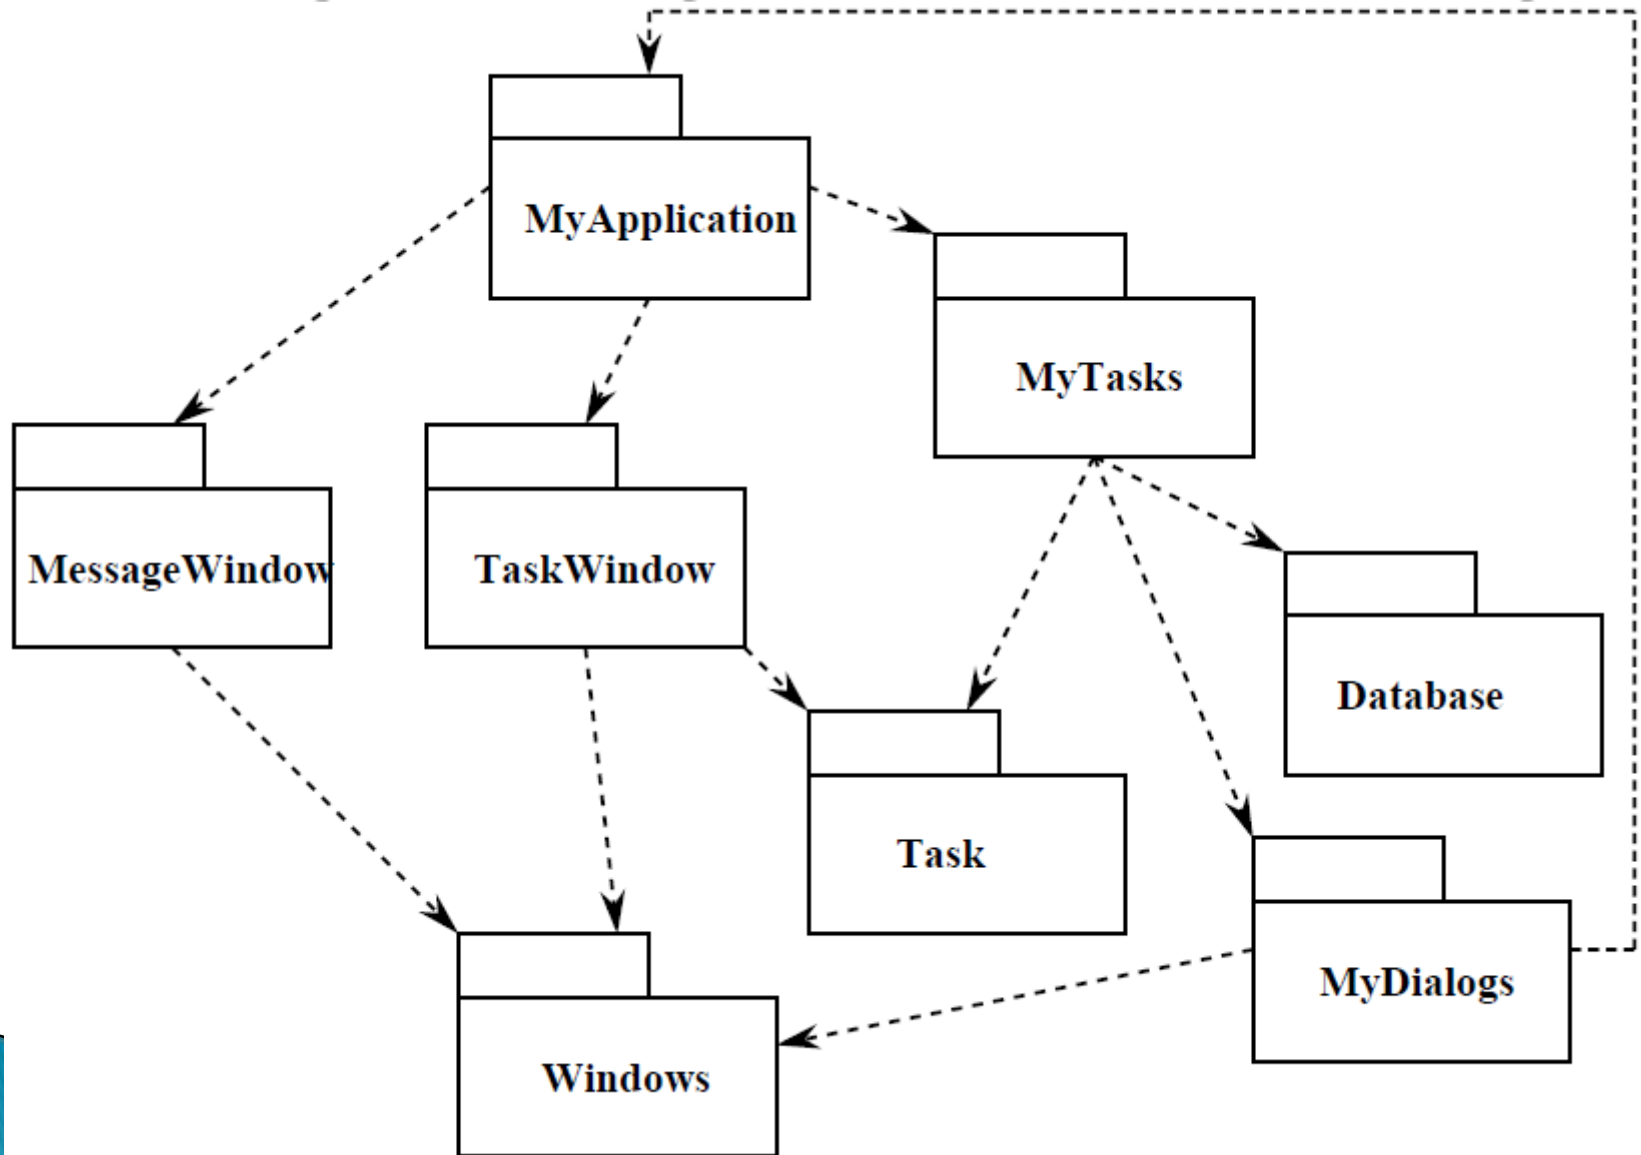 MyApplication
MyTasks
MessageWindow
TaskWindow
Database
Task
MyDialogs
Windows